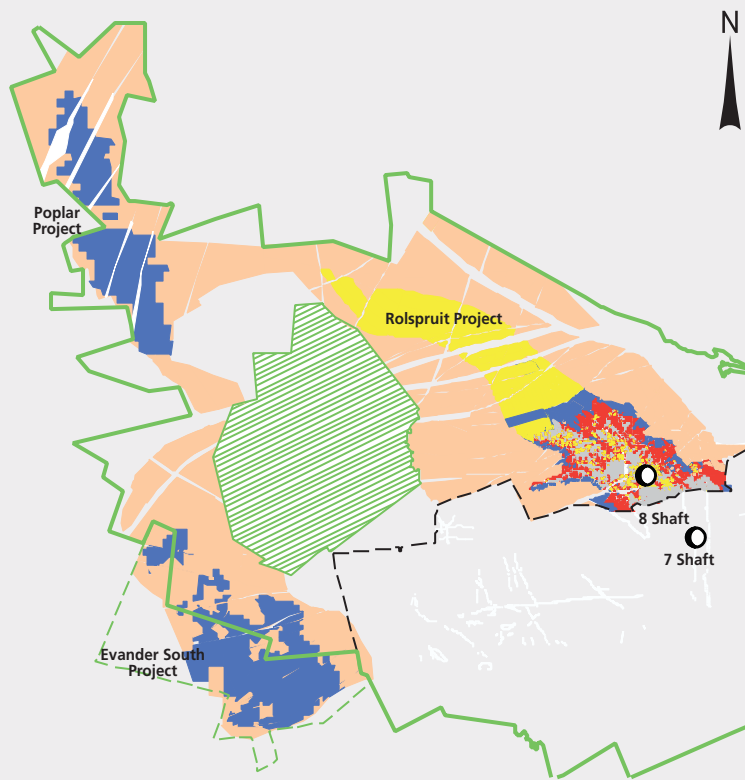 N
Poplar
Project
Rolspruit Project
8 Shaft
7 Shaft
Evander South
Project